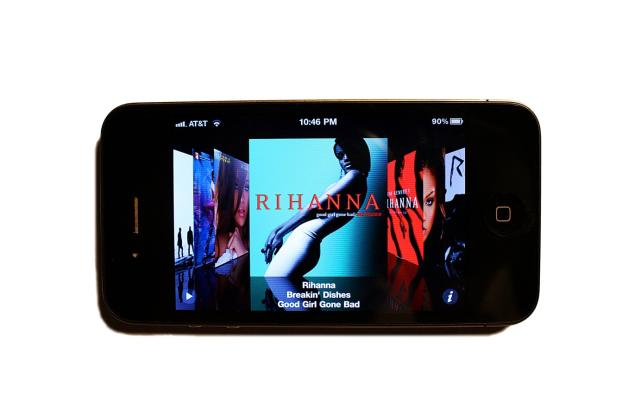 AT&T
10:46 PM
90%
RIHANNA
good girl gone bad:
RIHANNA
R
Rihanna
Breakin' Dishes
Good Girl Gone Bad
i